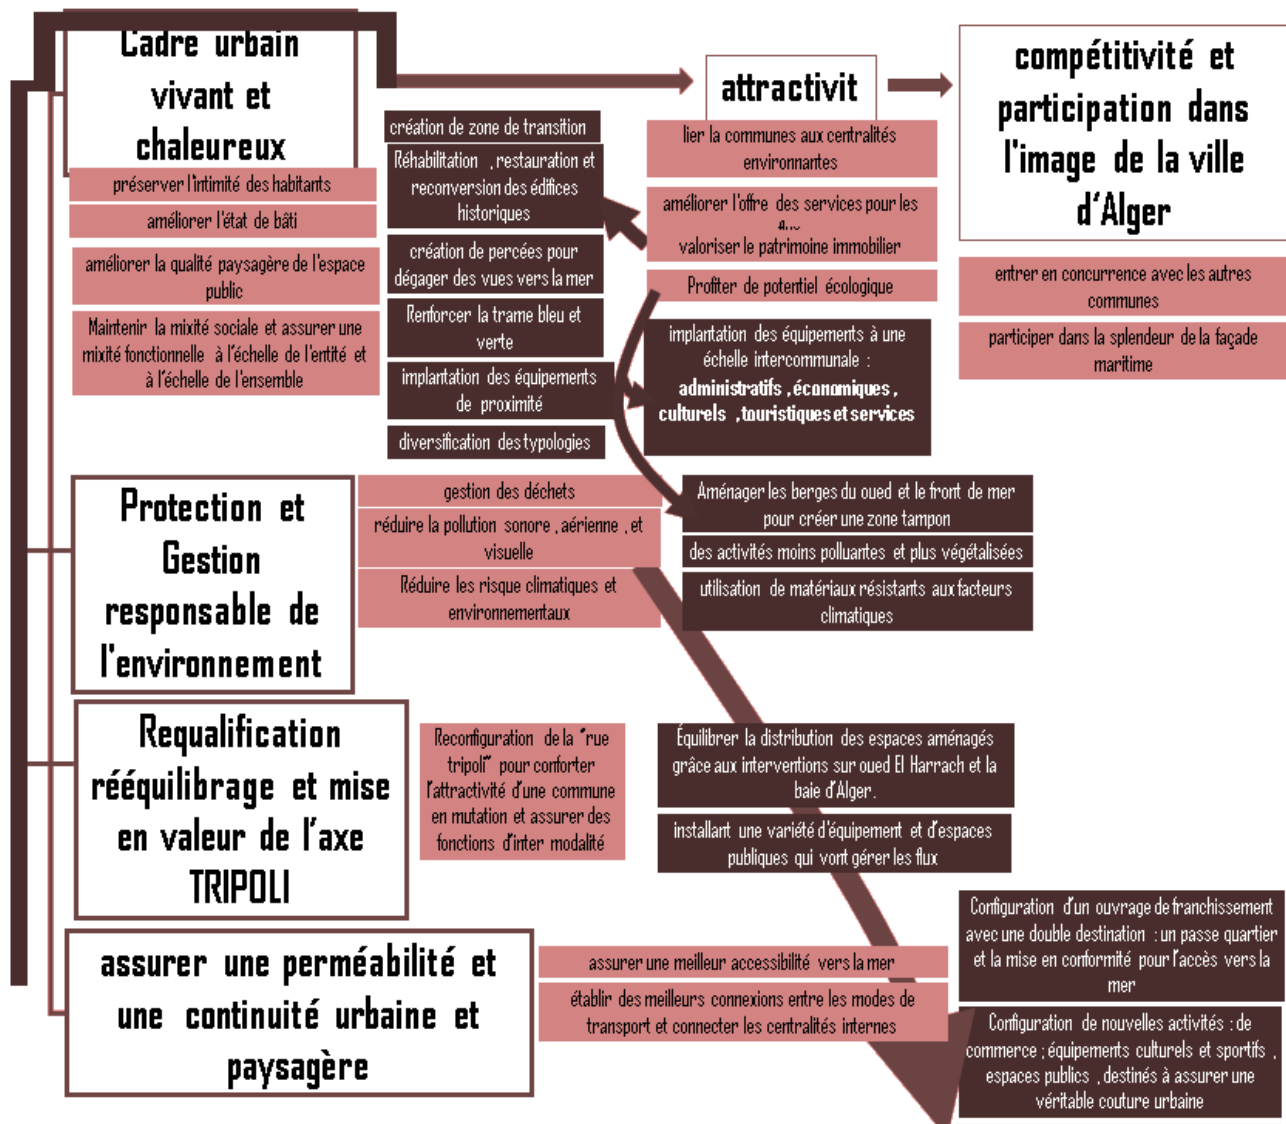 Cadre urbain
vivant et
chaleureux
préserver l'intimité des habitants
améliorer l'état de bâti
améliorer la qualité paysagère de l'espace
public
Maintenir la mixité sociale et assurer une
mixité fonctionnelle à l'échelle de l'entité et
à l'échelle de l'ensemble
création de zone de transition
Réhabilitation , restauration et
reconversion des édifices
historiques
création de percées pour
dégager des vues vers la mer
Renforcer la trame bleu et
verte
implantation des équipements
de proximité
diversification des typologies
attractivit
lier la communes aux centralités
environnantes
améliorer l'offre des services pour les
valoriser le patrimoine immobilier
Profiter de potentiel écologique
implantation des équipements à une
échelle intercommunale :
administratifs , économiques ,
culturels , touristiques et services
compétitivité et
participation dans
l'image de la ville
d'Alger
entrer en concurrence avec les autres
communes
participer dans la splendeur de la façade
maritime
Protection et
Gestion
responsable de
l'environnement
gestion des déchets
réduire la pollution sonore , aérienne , et
visuelle
Réduire les risque climatiques et
environnementaux
Aménager les berges du oued et le front de mer
pour créer une zone tampon
des activités moins polluantes et plus végétalisées
utilisation de matériaux résistants aux facteurs
climatiques
Requalification
rééquilibrage et mise
en valeur de l'axe
TRIPOLI
Reconfiguration de la "rue
tripoli" pour conforter
l'attractivité d'une commune
en mutation et assurer des
fonctions d'inter modalité
Équilibrer la distribution des espaces aménagés
grâce aux interventions sur oued El Harrach et la
baie d'Alger.
installant une variété d'équipement et d'espaces
publiques qui vont gérer les flux
assurer une perméabilité et
une continuité urbaine et
paysagère
assurer une meilleur accessibilité vers la mer
établir des meilleurs connexions entre les modes de
transport et connecter les centralités internes
Configuration d'un ouvrage de franchissement
avec une double destination : un passe quartier
et la mise en conformité pour l'accès vers la
mer
Configuration de nouvelles activités : de
commerce ; équipements culturels et sportifs ,
espaces publics , destinés à assurer une
véritable couture urbaine